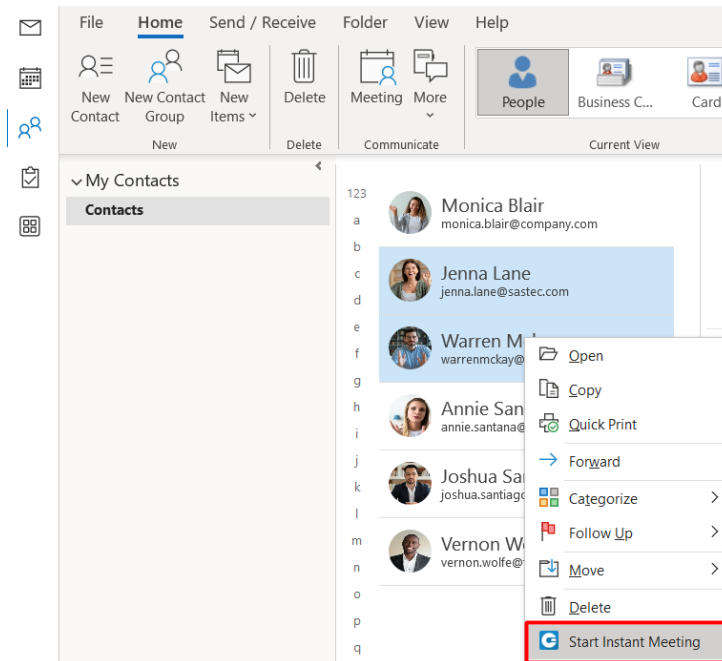 File Home Send / Receive Folder View Help
New Contact
New Contact Group
New Items
Delete
Meeting
More
People
Business C...
Card
New
Delete
Communicate
Current View
My Contacts
Contacts
123
a
b
c
d
e
f
g
h
i
j
k
l
m
n
o
p
q
Monica Blair
monica.blair@company.com
Jenna Lane
jenna.lane@sastec.com
Warren
warrenmckay@
Annie San
annie.santana@
Joshua Sa
joshua.santiago
Vernon W
vernon.wolfe@
Open
Copy
Quick Print
Forward
Categorize
Follow Up
Move
Delete
Start Instant Meeting